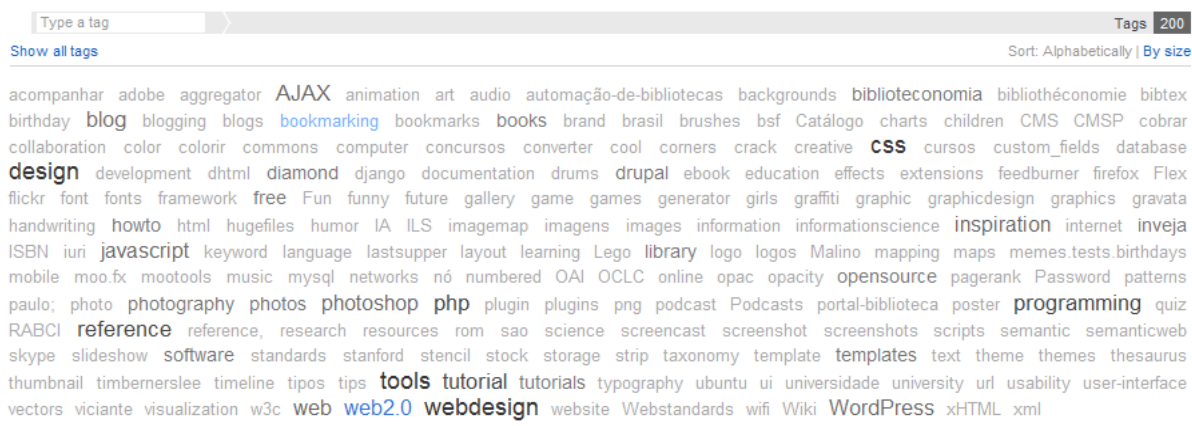 Type a tag Tags 200
Show all tags Sort: Alphabetically | By size
acompanhar adobe aggregator AJAX animation art audio automação-de-bibliotecas backgrounds biblioteconomia bibliothéconomie bibtex
birthday blog blogging blogs bookmarking bookmarks books brand brasil brushes bsf Catálogo charts children CMS CMSP cobrar
collaboration color colorir commons computer concursos converter cool corners crack creative css cursos custom_fields database
design development dhtml diamond django documentation drums drupal ebook education effects extensions feedburner firefox Flex
flickr font fonts framework free Fun funny future gallery game games generator girls graffiti graphic graphicdesign graphics gravata
handwriting howto html hugefiles humor IA ILS imagemap imagens images information informationscience inspiration internet inveja
ISBN iuri javascript keyword language lastsupper layout learning Lego library logo logos Malino mapping maps memes.tests.birthdays
mobile moo.fx mootools music mysql networks nó numbered OAI OCLC online opac opacity opensource pagerank Password patterns
paulo; photo photography photos photoshop php plugin plugins png podcast Podcasts portal-biblioteca poster programming quiz
RABCI reference reference, research resources rom sao science screencast screenshot screenshots scripts semantic semanticweb
skype slideshow software standards stanford stencil stock storage strip taxonomy template templates text theme themes thesaurus
thumbnail timbernerslee timeline tipos tips tools tutorial tutorials typography ubuntu ui universidade university url usability user-interface
vectors viciante visualization w3c web web2.0 webdesign website Webstandards wifi Wiki WordPress xHTML xml